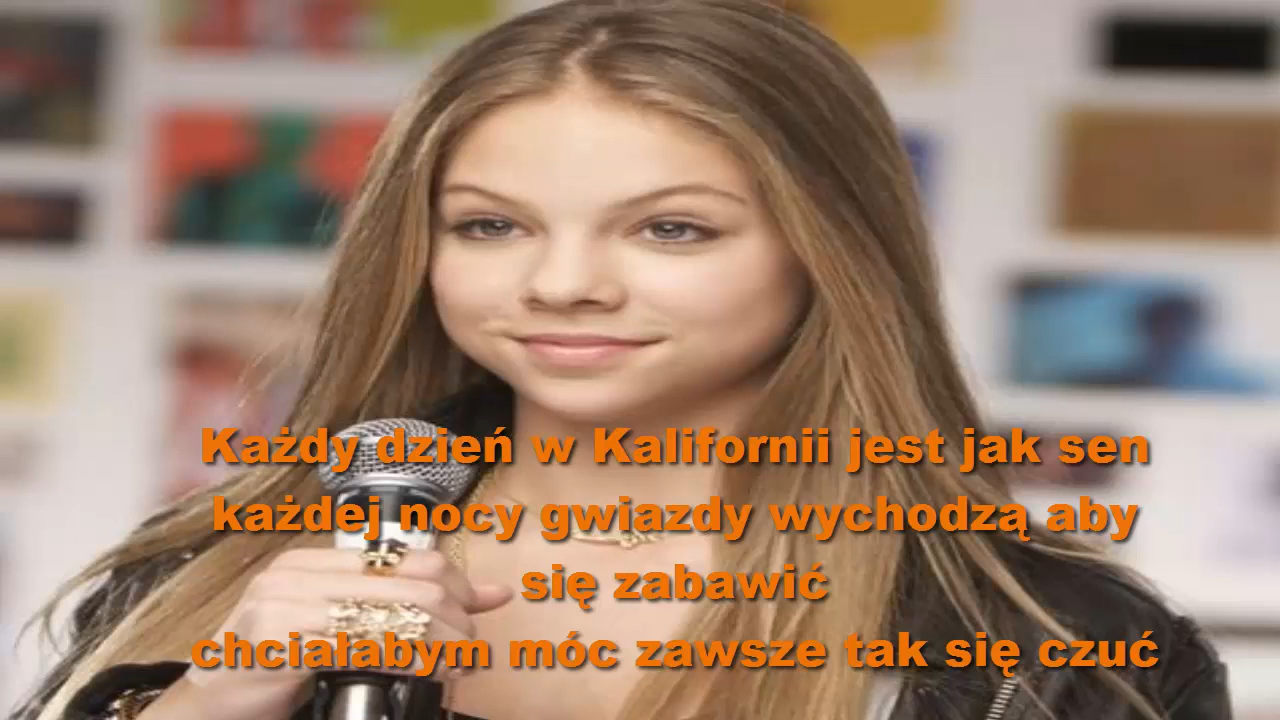 Każdy dzień w Kalifornii jest jak sen
każdej nocy gwiazdy wychodzą aby
się zabawić
chciałabym móc zawsze tak się czuć